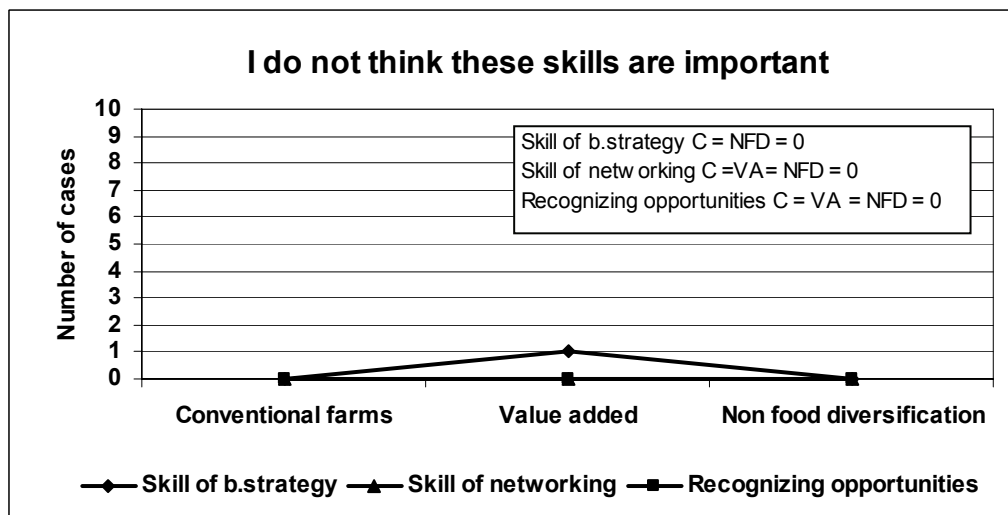 I do not think these skills are important
10
9
8
7
6
5
4
3
2
1
0
Number of cases
Skill of b.strategy C = NFD = 0
Skill of networking C =VA= NFD = 0
Recognizing opportunities C = VA = NFD = 0
Conventional farms Value added Non food diversification
Skill of b.strategy Skill of networking Recognizing opportunities